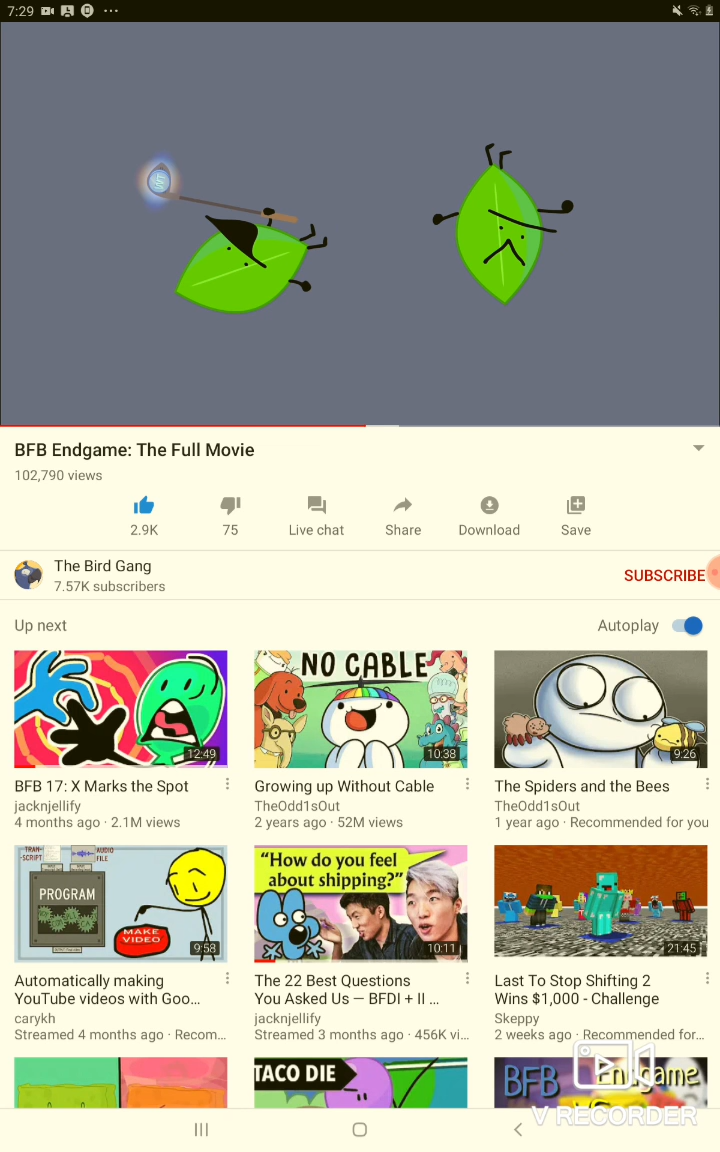 7:29
BFB Endgame: The Full Movie
102,790 views
2.9K
75
Live chat
Share
Download
Save
The Bird Gang
7.57K subscribers
SUBSCRIBE
Up next
Autoplay
12:49
NO CABLE
10:38
9:26
BFB 17: X Marks the Spot
jacknjellify
4 months ago · 2.1M views
Growing up Without Cable
TheOdd1sOut
2 years ago · 52M views
The Spiders and the Bees
TheOdd1sOut
1 year ago · Recommended for you
TRAN-
-SCRIPT
AUDIO
FILE
PROGRAM
MAKE
VIDEO
9:58
“How do you feel
about shipping?”
10:11
21:45
Automatically making
YouTube videos with Goo...
carykh
Streamed 4 months ago · Recom...
The 22 Best Questions
You Asked Us — BFDI + II ...
jacknjellify
Streamed 3 months ago · 456K vi...
Last To Stop Shifting 2
Wins $1,000 - Challenge
Skeppy
2 weeks ago · Recommended for...
TACO DIE
BFB Endgame
V RECORDER